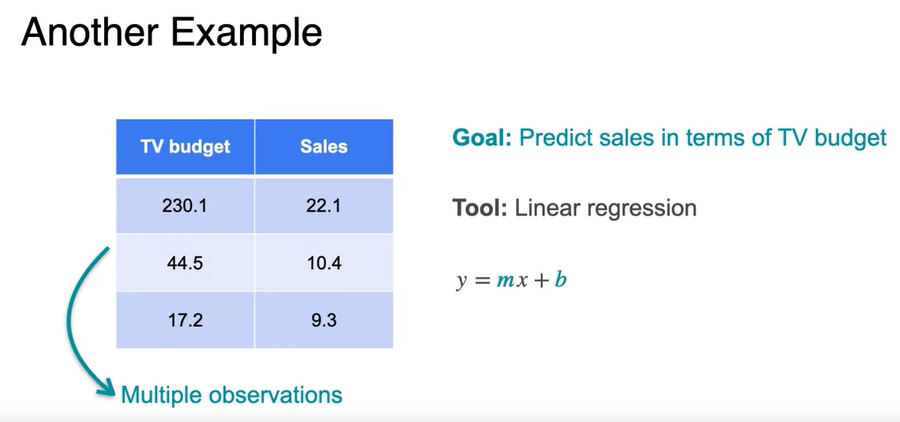 Another Example
TV budget Sales
230.1 22.1
44.5 10.4
17.2 9.3
Multiple observations
Goal: Predict sales in terms of TV budget
Tool: Linear regression
y = mx + b